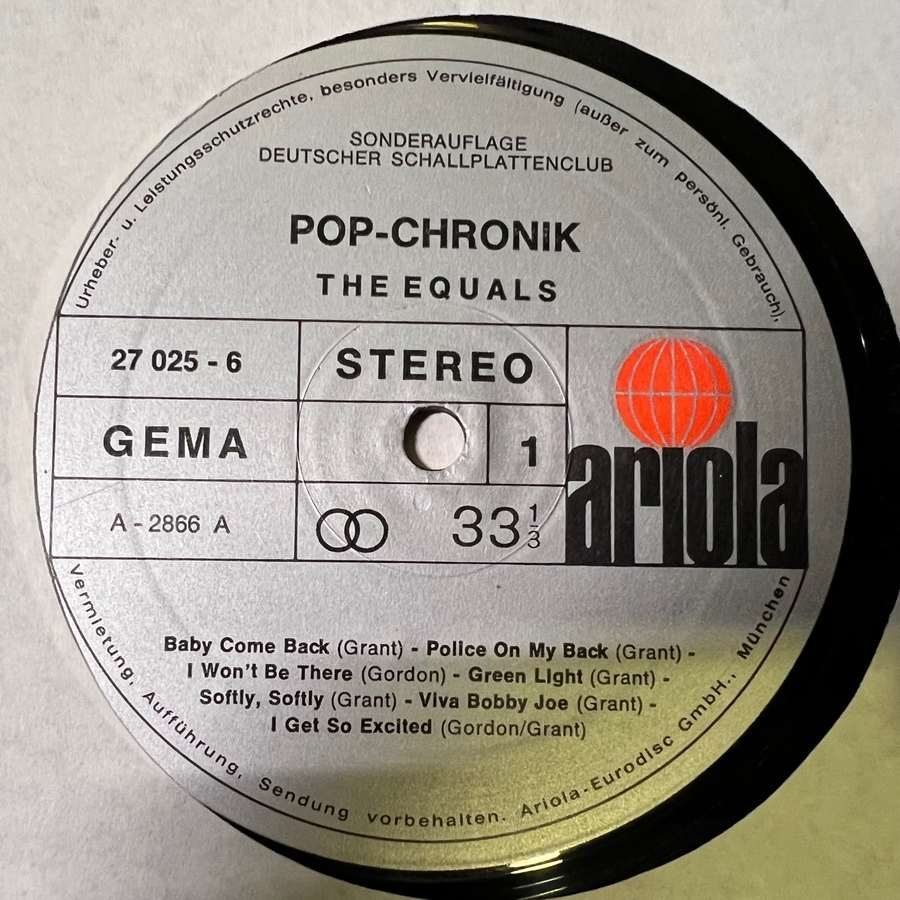 Urheber- u. Leistungsschutzrechte, besonders Vervielfältigung (außer zum persönl. Gebrauch),
SONDERAUFLAGE
DEUTSCHER SCHALLPLATTENCLUB
POP-CHRONIK
THE EQUALS
27 025 - 6
STEREO
GEMA
1
ariola
A - 2866 A
33 1/3
Baby Come Back (Grant) - Police On My Back (Grant) -
I Won't Be There (Gordon) - Green Light (Grant) -
Softly, Softly (Grant) - Viva Bobby Joe (Grant) -
I Get So Excited (Gordon/Grant)
Vermietung, Aufführung, Sendung vorbehalten. Ariola-Eurodisc GmbH., München